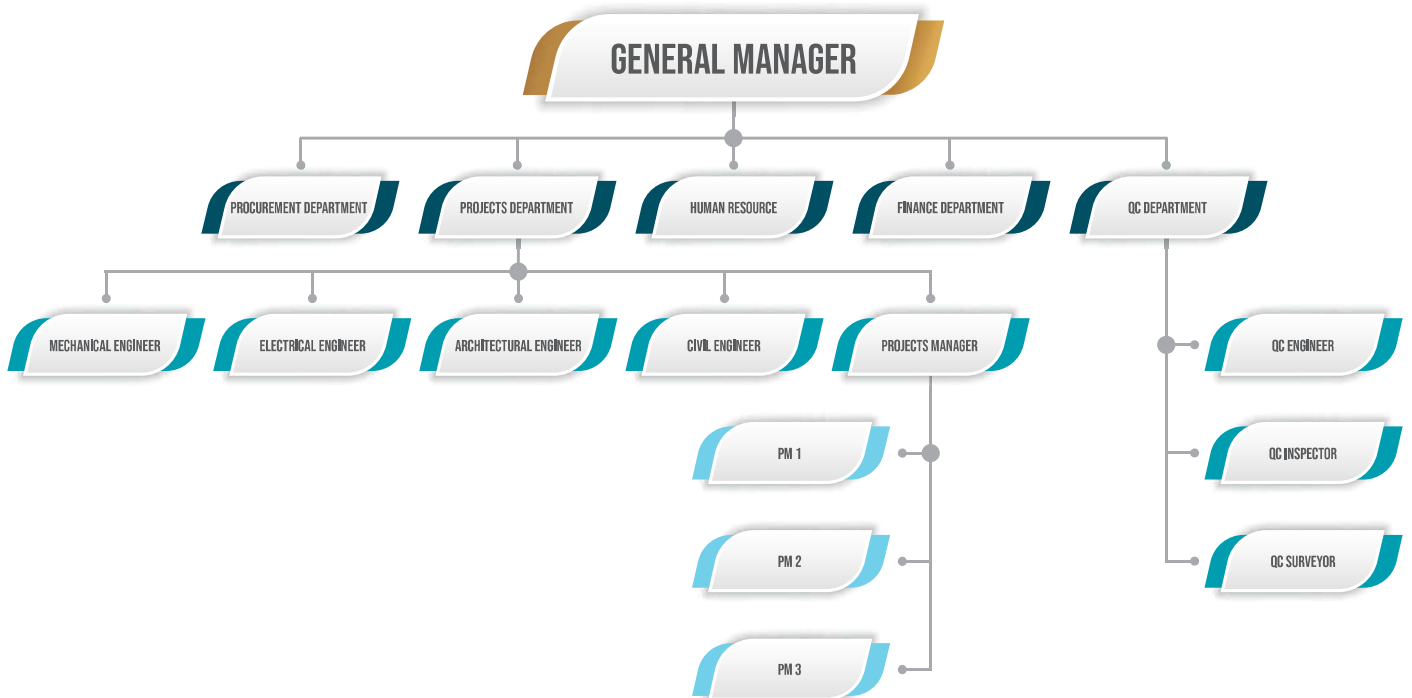 GENERAL MANAGER
PROCUREMENT DEPARTMENT
PROJECTS DEPARTMENT
HUMAN RESOURCE
FINANCE DEPARTMENT
QC DEPARTMENT
MECHANICAL ENGINEER
ELECTRICAL ENGINEER
ARCHITECTURAL ENGINEER
CIVIL ENGINEER
PROJECTS MANAGER
QC ENGINEER
PM 1
QC INSPECTOR
PM 2
QC SURVEYOR
PM 3